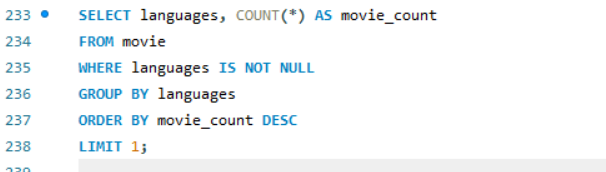 233 SELECT languages, COUNT(*) AS movie_count
234 FROM movie
235 WHERE languages IS NOT NULL
236 GROUP BY languages
237 ORDER BY movie_count DESC
238 LIMIT 1;
239